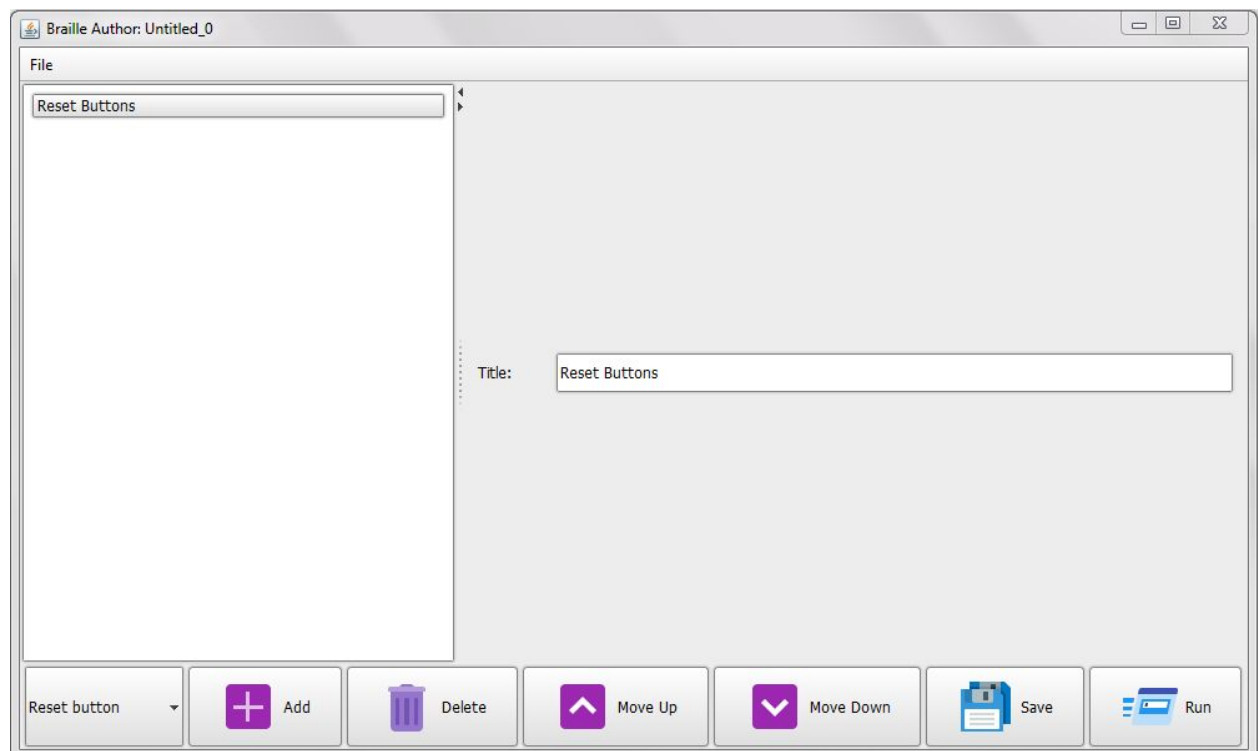 Braille Author: Untitled_0
File
Reset Buttons
Title: Reset Buttons
Reset button Add Delete Move Up Move Down Save Run